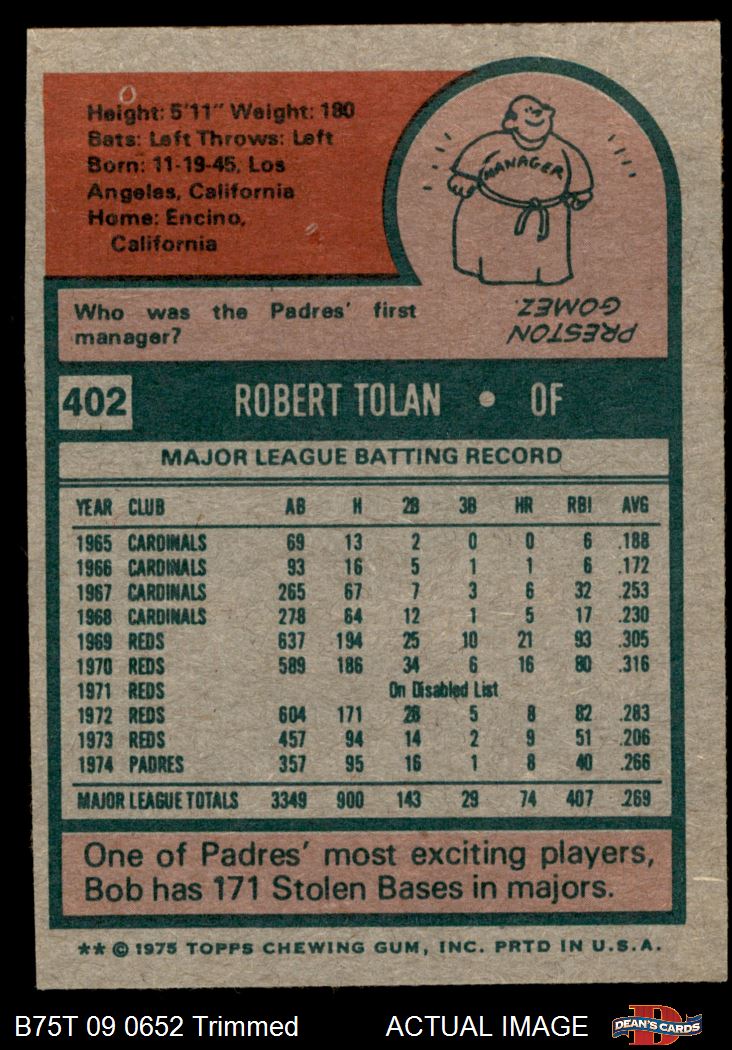 Height: 5'11" Weight: 180
Bats: Left Throws: Left
Born: 11-19-45, Los
Angeles, California
Home: Encino,
California
MANAGER
Who was the Padres' first
manager?
PRESTON
GOMEZ.
402 ROBERT TOLAN • OF
MAJOR LEAGUE BATTING RECORD
YEAR CLUB AB H 2B 3B HR RBI AVG
1965 CARDINALS 69 13 2 0 0 6 .188
1966 CARDINALS 93 16 5 1 1 6 .172
1967 CARDINALS 265 67 7 3 6 32 .253
1968 CARDINALS 278 64 12 1 5 17 .230
1969 REDS 637 194 25 10 21 93 .305
1970 REDS 589 186 34 6 16 80 .316
1971 REDS On Disabled List
1972 REDS 604 171 28 5 8 82 .283
1973 REDS 457 94 14 2 9 51 .206
1974 PADRES 357 95 16 1 8 40 .266
MAJOR LEAGUE TOTALS 3349 900 143 29 74 407 .269
One of Padres' most exciting players,
Bob has 171 Stolen Bases in majors.
** © 1975 TOPPS CHEWING GUM, INC. PRTD IN U.S.A.
B75T 09 0652 Trimmed ACTUAL IMAGE D DEAN'S CARDS